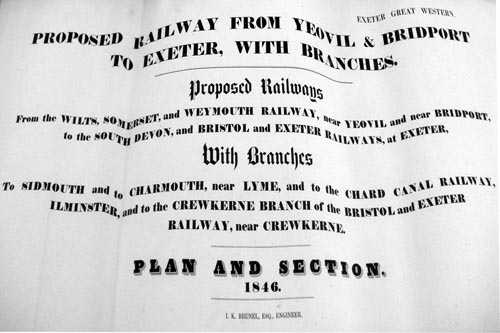 EXETER GREAT WESTERN.
PROPOSED RAILWAY FROM YEOVIL & BRIDPORT
TO EXETER, WITH BRANCHES.
Proposed Railways
From the WILTS, SOMERSET, and WEYMOUTH RAILWAY, near YEOVIL and near BRIDPORT,
to the SOUTH DEVON, and BRISTOL and EXETER RAILWAYS, at EXETER,
With Branches
To SIDMOUTH and to CHARMOUTH, near LYME, and to the CHARD CANAL RAILWAY,
ILMINSTER, and to the CREWKERNE BRANCH of the BRISTOL and EXETER
RAILWAY, near CREWKERNE.
PLAN AND SECTION.
1846.
I. K. BRUNEL, ESQ., ENGINEER.